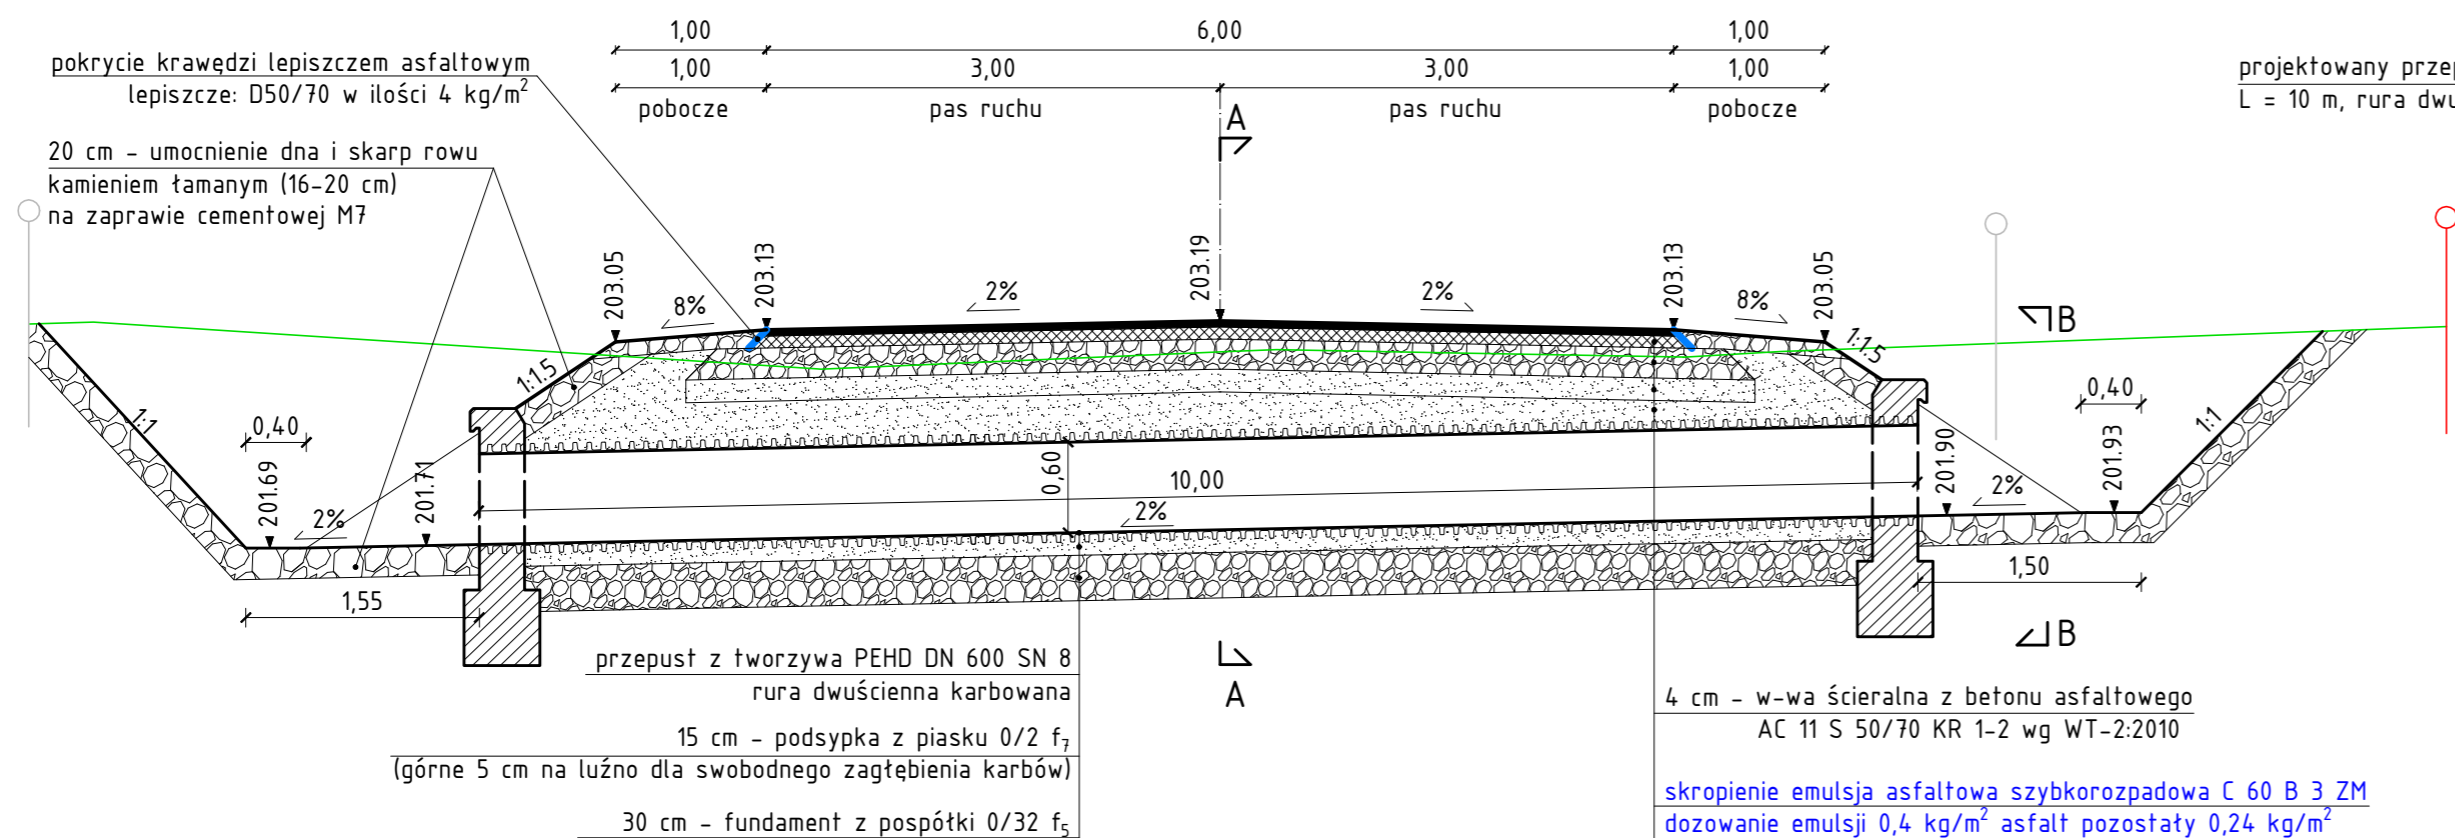 1,00 6,00 1,00
1,00 3,00 3,00 1,00
pobocze pas ruchu pas ruchu pobocze
pokrycie krawędzi lepiszczem asfaltowym
lepiszcze: D50/70 w ilości 4 kg/m²
projektowany przep
L = 10 m, rura dwu
20 cm – umocnienie dna i skarp rowu
kamieniem łamanym (16–20 cm)
na zaprawie cementowej M7
A
203.05
8%
203.13
2%
203.19
2%
203.13
8%
203.05
B
1:1.5
1:1.5
1:1
0,40
201.69
2%
201.71
0,60
10,00
2%
201.90
0,40
201.93
2%
1:1
1,55
1,50
B
A
przepust z tworzywa PEHD DN 600 SN 8
rura dwuścienna karbowana
15 cm – podsypka z piasku 0/2 f₇
(górne 5 cm na luźno dla swobodnego zagłębienia karbów)
30 cm – fundament z pospółki 0/32 f₅
4 cm – w-wa ścieralna z betonu asfaltowego
AC 11 S 50/70 KR 1-2 wg WT-2:2010
skropienie emulsja asfaltowa szybkorozpadowa C 60 B 3 ZM
dozowanie emulsji 0,4 kg/m² asfalt pozostały 0,24 kg/m²